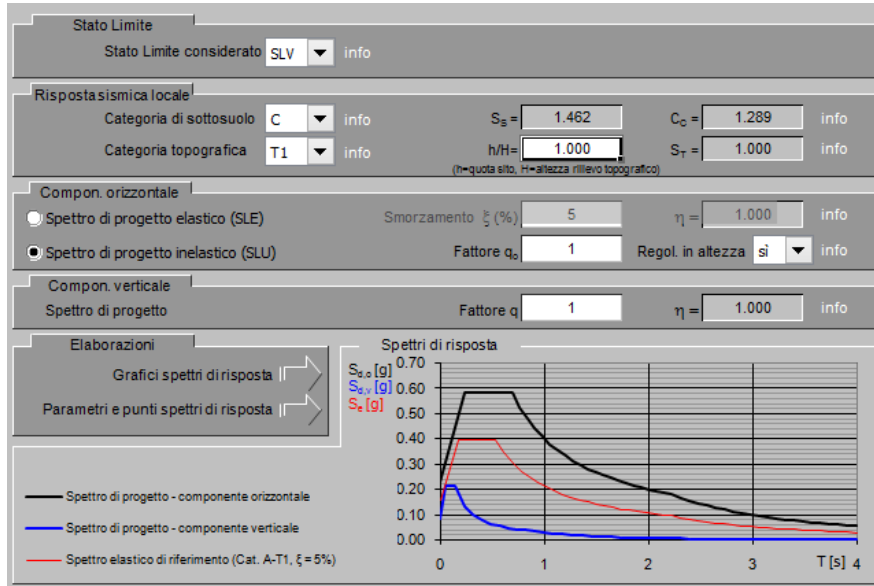 Stato Limite
Stato Limite considerato SLV info
Risposta sismica locale
Categoria di sottosuolo C info S_S = 1.462 C_C = 1.289 info
Categoria topografica T1 info h/H= 1.000 S_T = 1.000 info
(h=quota sito, H=altezza rilievo topografico)
Compon. orizzontale
Spettro di progetto elastico (SLE) Smorzamento ξ (%) 5 η = 1.000 info
Spettro di progetto inelastico (SLU) Fattore q_o 1 Regol. in altezza sì info
Compon. verticale
Spettro di progetto Fattore q 1 η = 1.000 info
Elaborazioni
Grafici spettri di risposta
Parametri e punti spettri di risposta
Spettri di risposta
S_d,o [g]
S_d,v [g]
S_e [g]
0.70
0.60
0.50
0.40
0.30
0.20
0.10
0.00
0 1 2 3 T [s] 4
Spettro di progetto - componente orizzontale
Spettro di progetto - componente verticale
Spettro elastico di riferimento (Cat. A-T1, ξ = 5%)